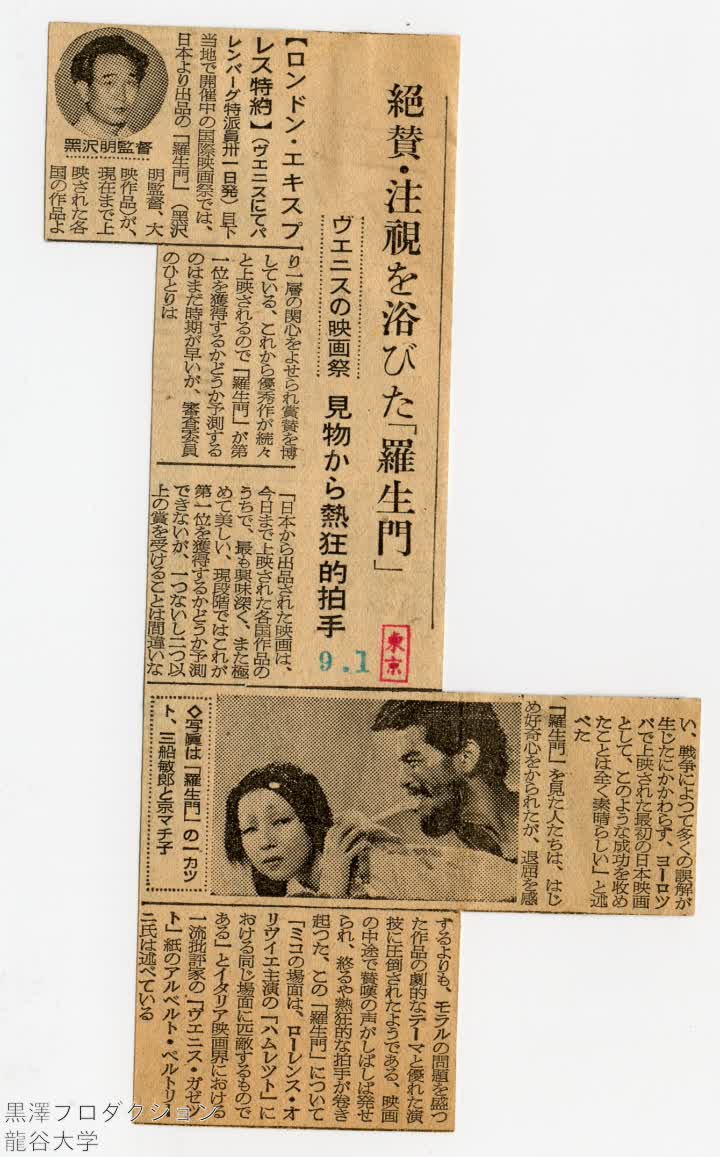 絶賛・注視を浴びた「羅生門」
ヴェニスの映画祭 見物から熱狂的拍手
9.1
東京
【ロンドン・エキスプ
レス特約】(ヴェニスにてパ
レンバーグ特派員卅一日発)目下
当地で開催中の国際映画祭では、
日本より出品の「羅生門」(黒沢
明監督、大
映作品)が、
現在まで上
映された各
国の作品よ
黒沢明監督
り一層の関心をよせられ賞賛を博
している、これから優秀作が続々
と上映されるので「羅生門」が第
一位を獲得するかどうか予測する
のはまだ時期が早いが、審査委員
のひとりは
「日本から出品された映画は、
今日まで上映された各国作品の
うちで、最も興味深く、また極
めて美しい、現段階ではこれが
第一位を獲得するかどうか予測
できないが、一つないし二つ以
上の賞を受けることは間違いな
い、戦争によつて多くの誤解が
生じたにかかわらず、ヨーロツ
パで上映された最初の日本映画
として、このような成功を收め
たことは全く素晴らしい」と述
べた
「羅生門」を見た人たちは、はじ
め好奇心をかられたが、退屈を感
◇写眞は「羅生門」の一カツ
ト、三船敏郎と京マチ子
ずるよりも、モラルの問題を盛つ
た作品の劇的なテーマと優れた演
技に圧倒されたようである、映画
の中途で賛嘆の声がしばしば発せ
られ、終るや熱狂的な拍手が卷き
起つた、この「羅生門」について
「ミコの場面は、ローレンス・オ
リヴイエ主演の「ハムレツト」に
おける同じ場面に匹敵するもので
ある」とイタリア映画界における
一流批評家の「ヴエニス・ガゼツ
ト」紙のアルベルト・ベルトリー
ニ氏は述べている
黒澤プロダクション
龍谷大学